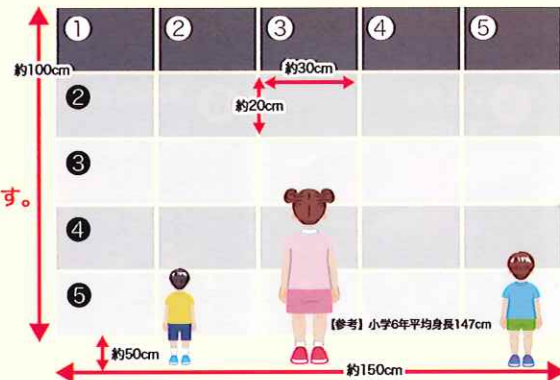 ① ② ③ ④ ⑤
約100cm
約30cm
❷
約20cm
❸
す。
❹
❺
【参考】小学6年平均身長147cm
約50cm
約150cm